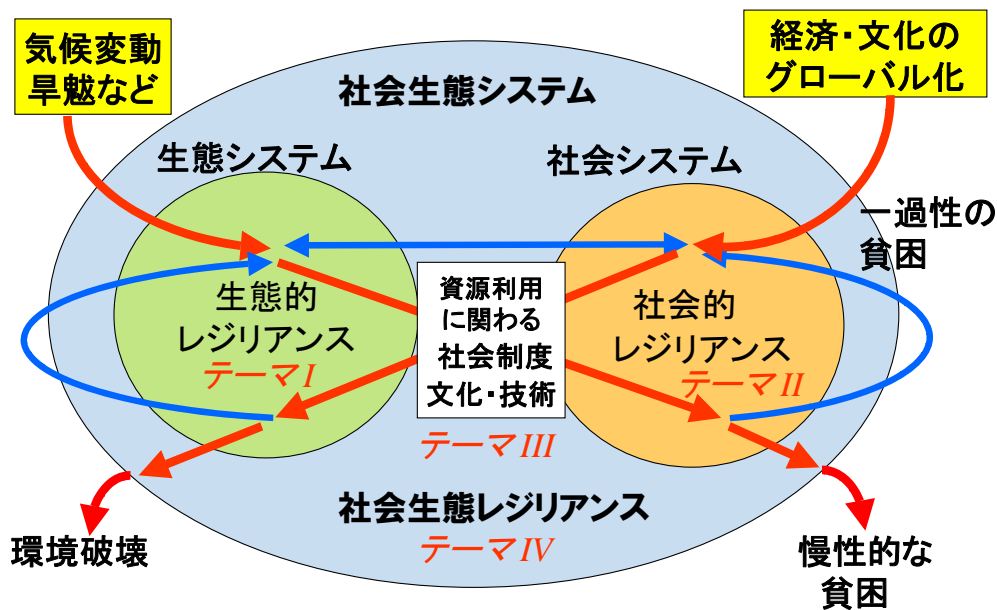 気候変動
旱魃など
経済・文化の
グローバル化
社会生態システム
生態システム
社会システム
一過性の
貧困
生態的
レジリアンス
テーマI
資源利用
に関わる
社会制度
文化・技術
社会的
レジリアンス
テーマII
テーマIII
社会生態レジリアンス
テーマIV
環境破壊
慢性的な
貧困